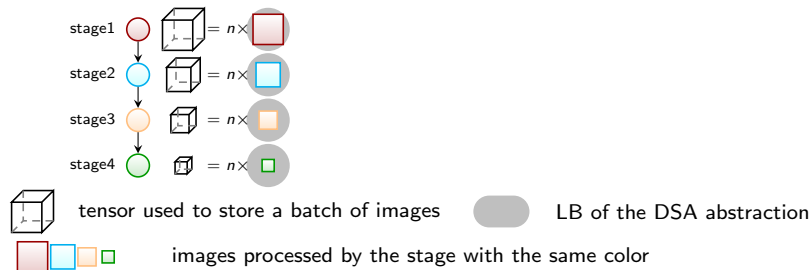 stage1 = n×
stage2 = n×
stage3 = n×
stage4 = n×
tensor used to store a batch of images LB of the DSA abstraction
images processed by the stage with the same color